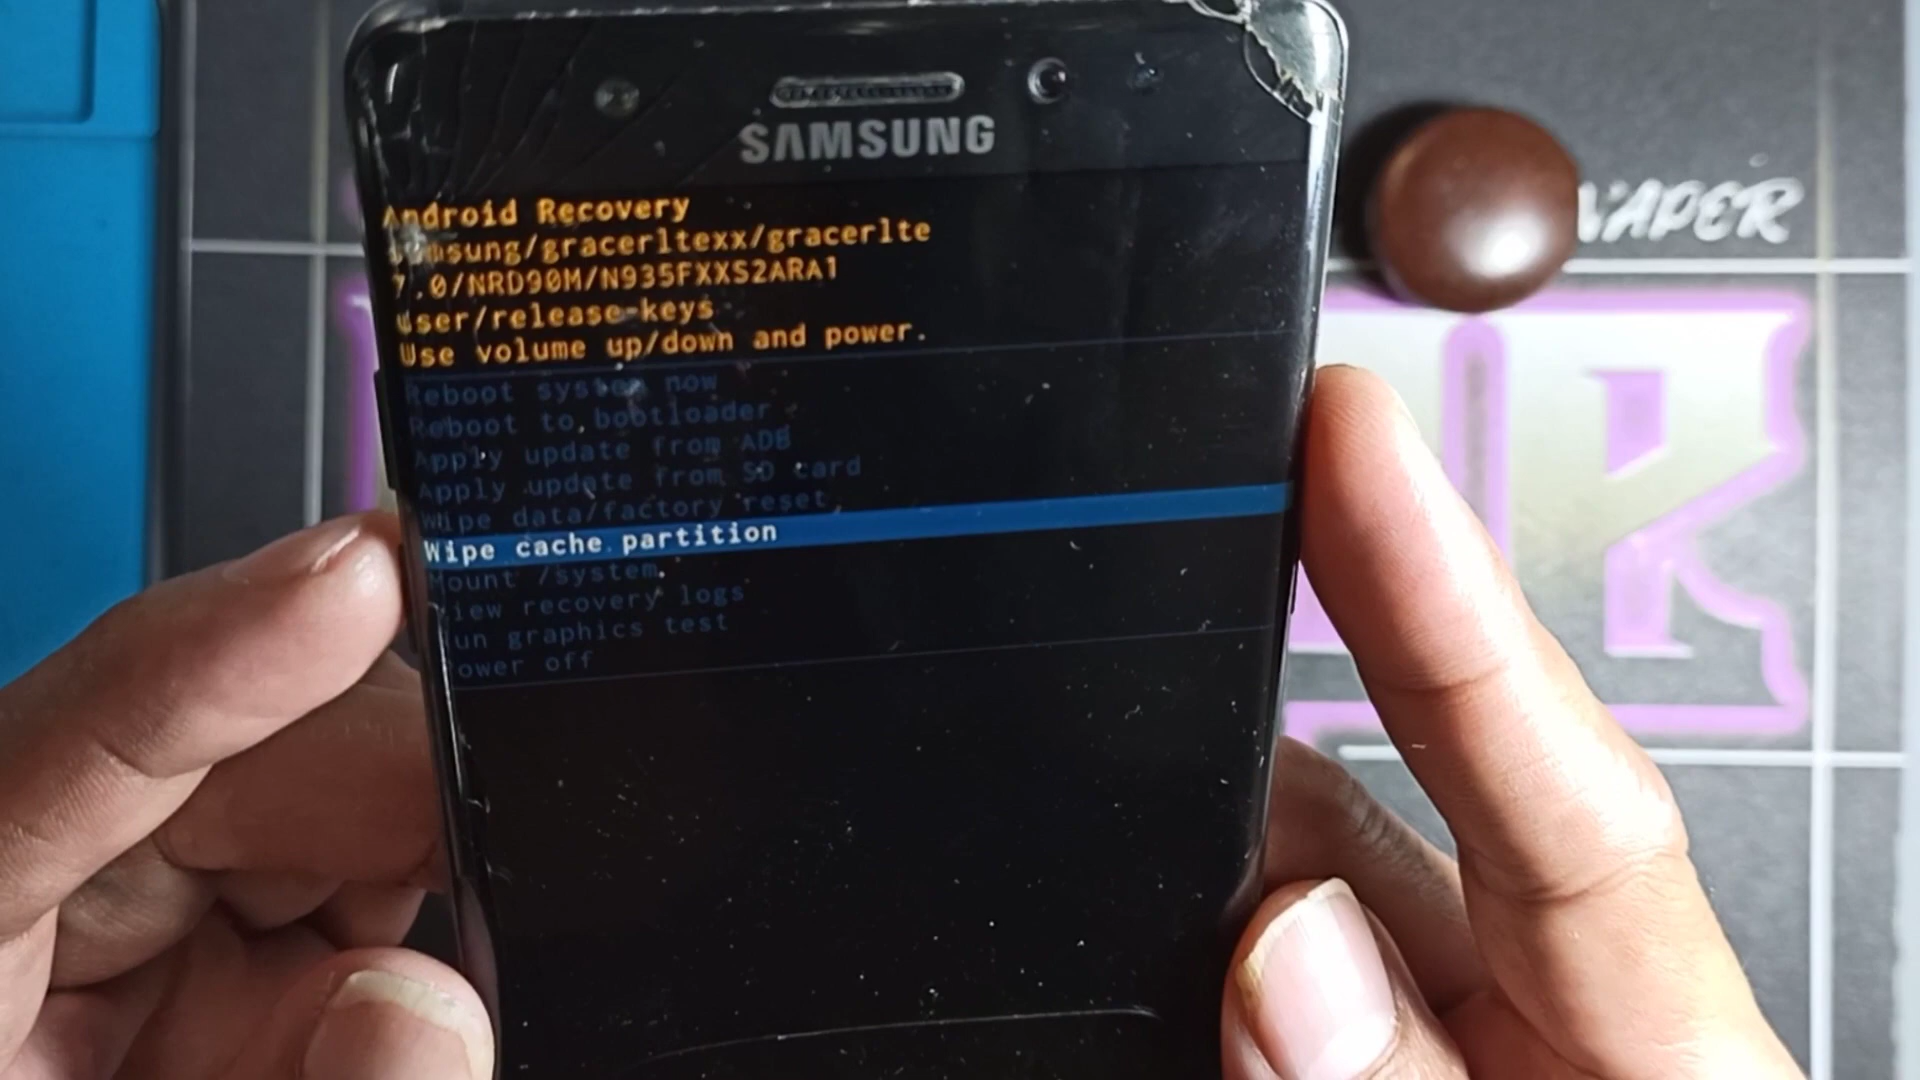 SAMSUNG
Android Recovery
samsung/gracerltexx/gracerlte
7.0/NRD90M/N935FXXS2ARA1
user/release-keys
Use volume up/down and power.
Reboot system now
Reboot to bootloader
Apply update from ADB
Apply update from SD card
Wipe data/factory reset
Wipe cache partition
Mount /system
View recovery logs
Run graphics test
Power off
VAPER